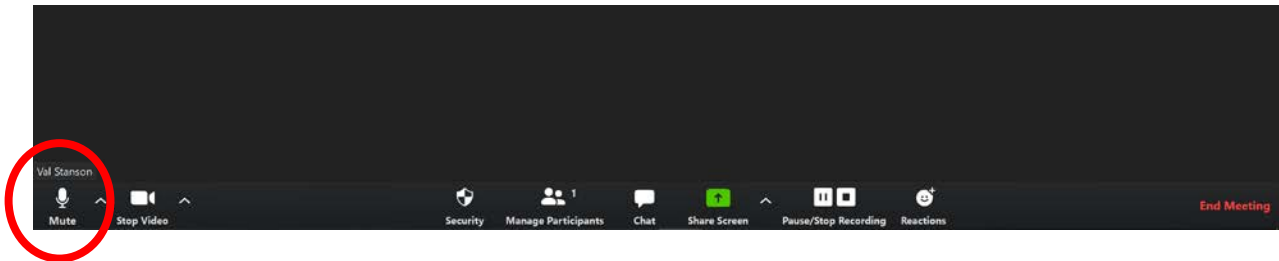 Val Stanson
1
Mute Stop Video Security Manage Participants Chat Share Screen Pause/Stop Recording Reactions End Meeting